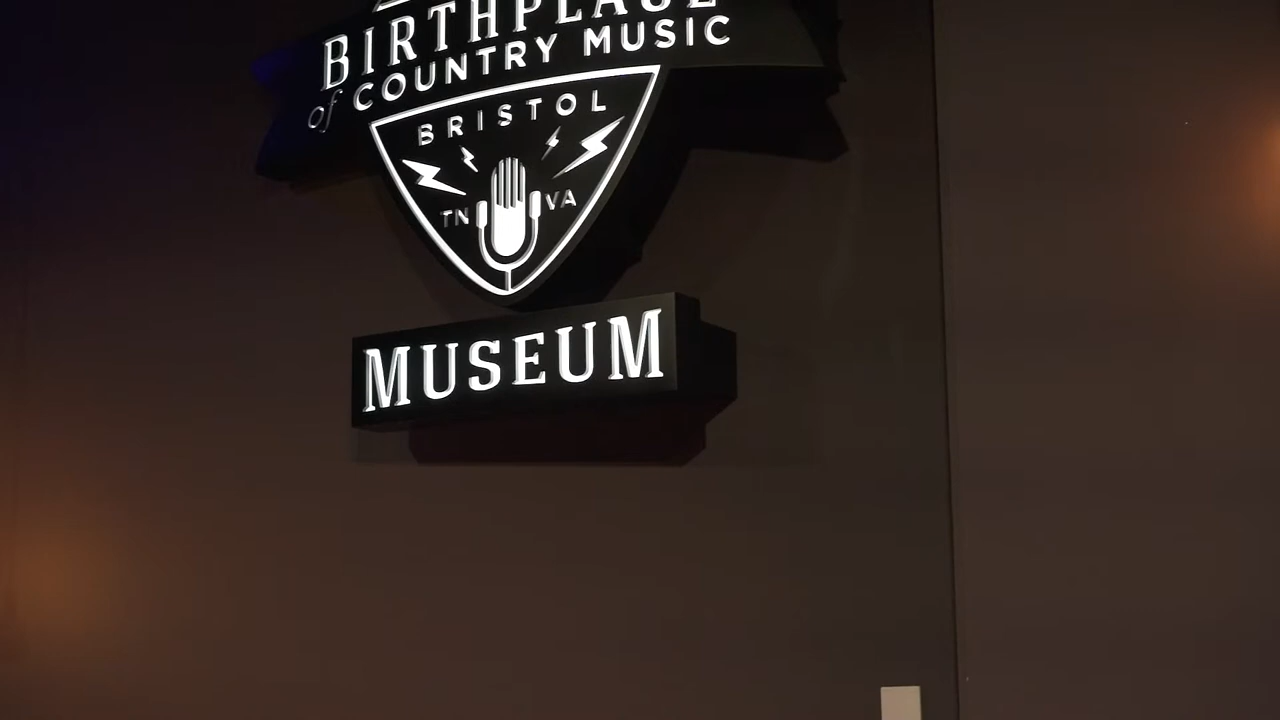 BIRTHPLACE
of COUNTRY MUSIC
BRISTOL
TN VA
MUSEUM